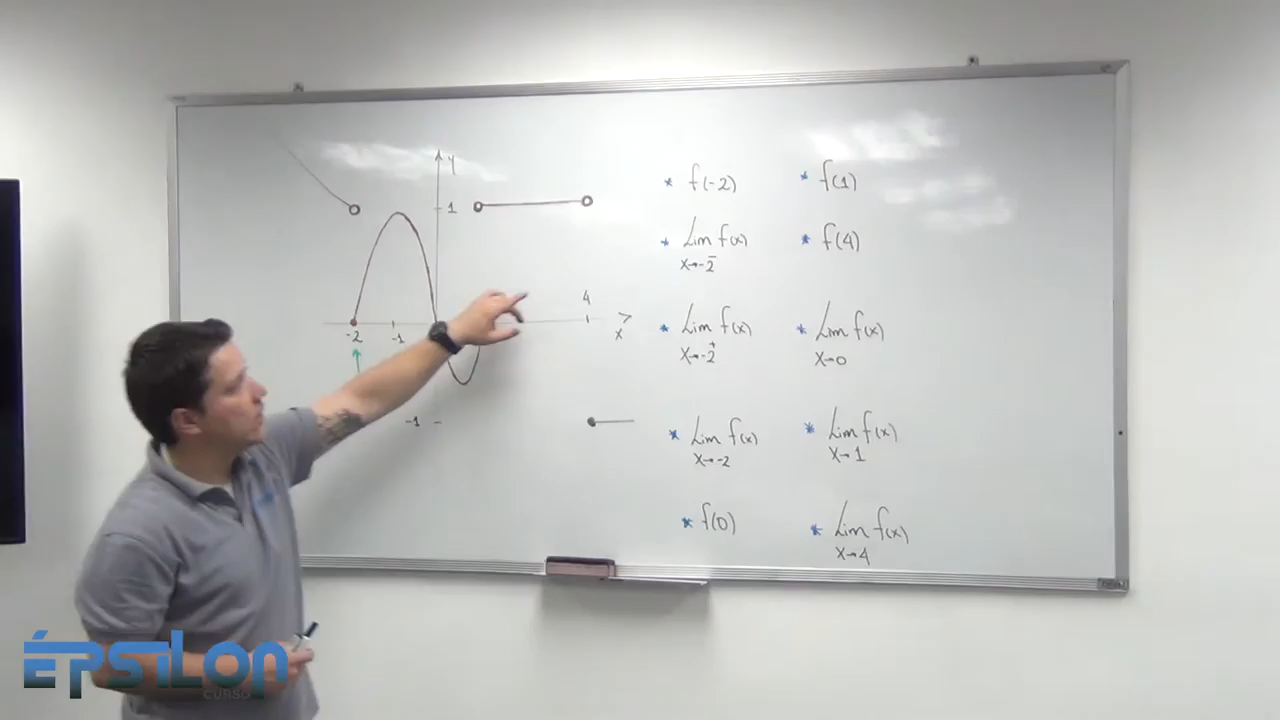 y
1
4
x
-2
-1
-1
* f(-2)
* Lim f(x)
x→-2⁻
* Lim f(x)
x→-2⁺
* Lim f(x)
x→-2
* f(0)
* f(1)
* f(4)
* Lim f(x)
x→0
* Lim f(x)
x→1
* Lim f(x)
x→4
ÉPSILON
CURSO